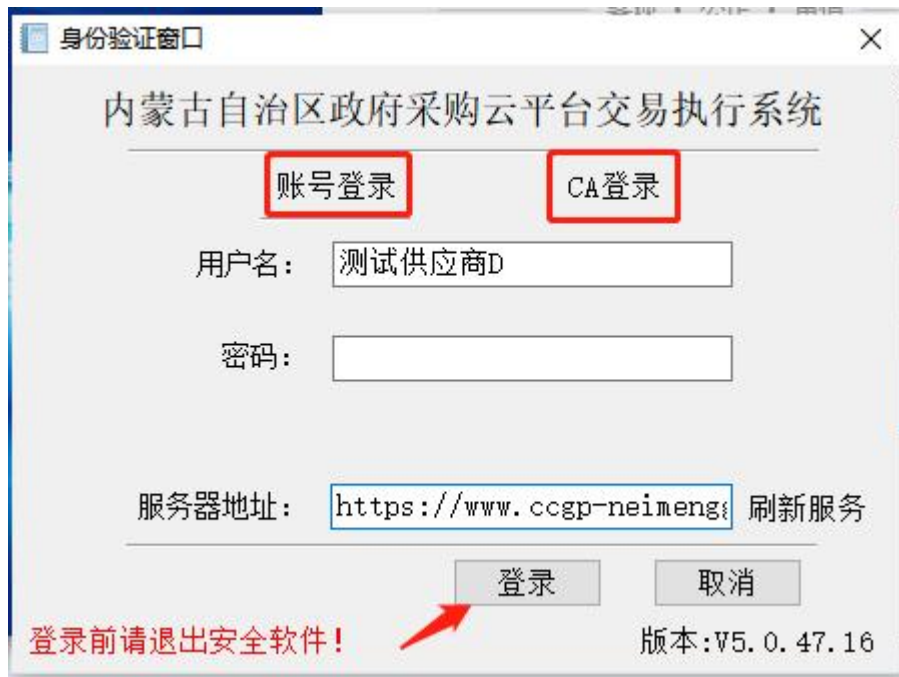 身份验证窗口
内蒙古自治区政府采购云平台交易执行系统
账号登录 CA登录
用户名： 测试供应商D
密码：
服务器地址： https://www.ccgp-neimeng 刷新服务
登录 取消
登录前请退出安全软件！ 版本:V5.0.47.16